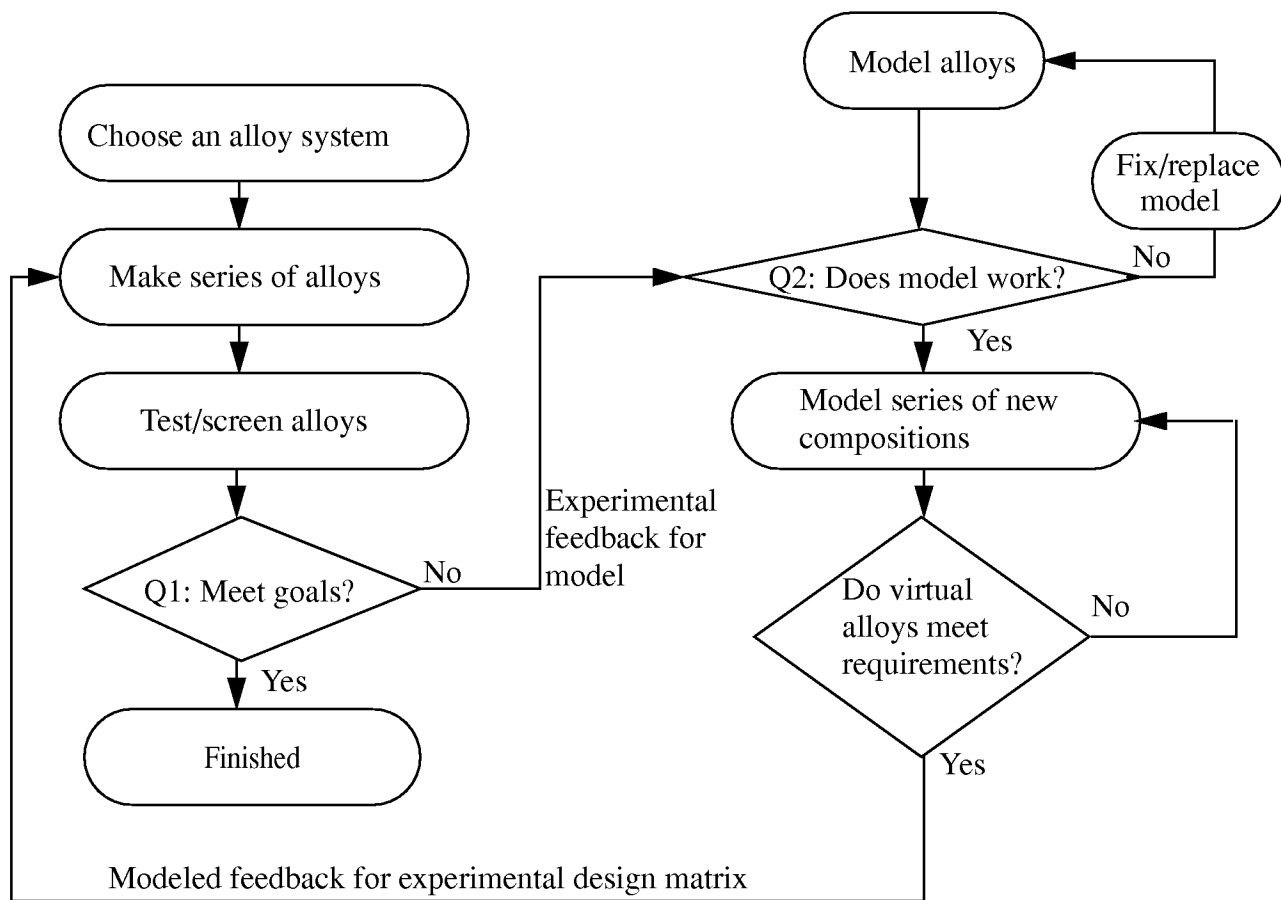 Choose an alloy system
Make series of alloys
Test/screen alloys
Q1: Meet goals?
No
Yes
Finished
Experimental
feedback for
model
Model alloys
Fix/replace
model
Q2: Does model work?
No
Yes
Model series of new
compositions
Do virtual
alloys meet
requirements?
No
Yes
Modeled feedback for experimental design matrix